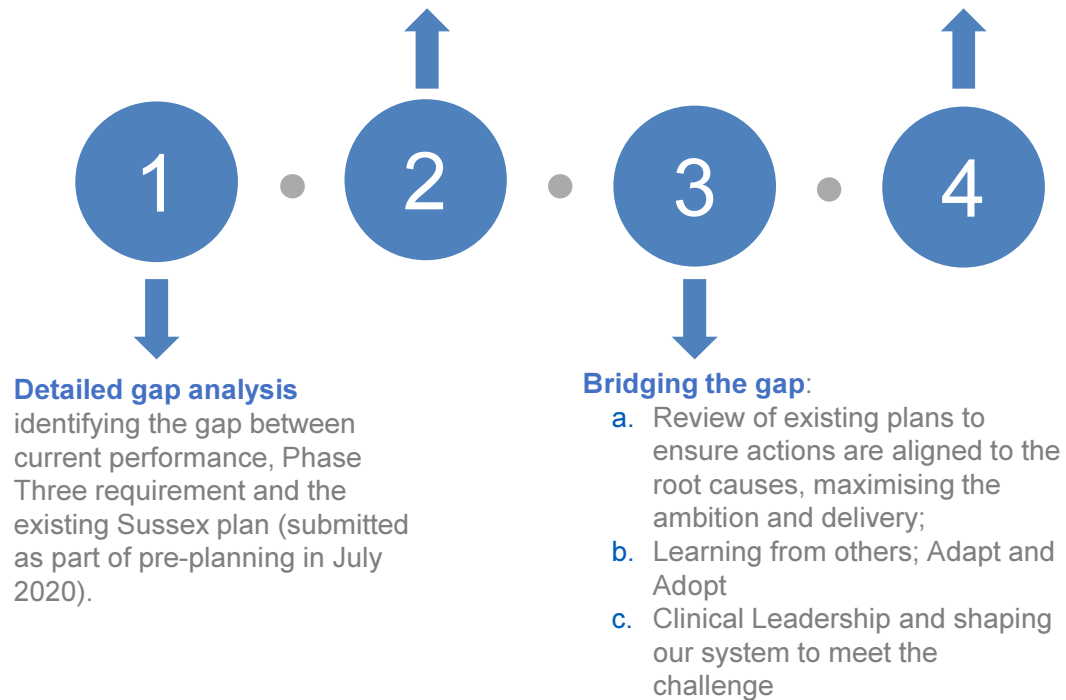 1
2
3
4
Detailed gap analysis
identifying the gap between
current performance, Phase
Three requirement and the
existing Sussex plan (submitted
as part of pre-planning in July
2020).
Bridging the gap:
a. Review of existing plans to
ensure actions are aligned to the
root causes, maximising the
ambition and delivery;
b. Learning from others; Adapt and
Adopt
c. Clinical Leadership and shaping
our system to meet the
challenge